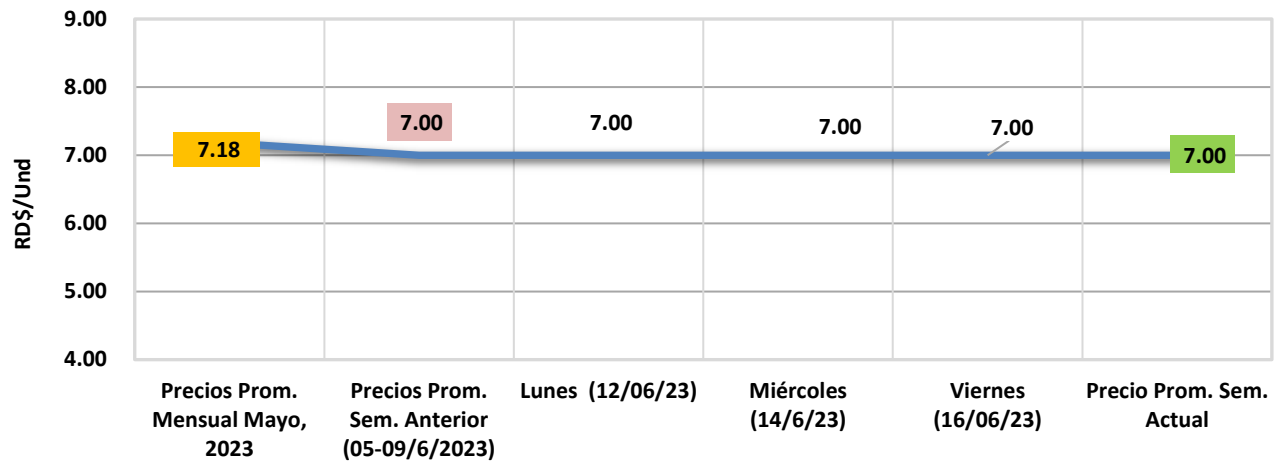 9.00
8.00
7.00
6.00
5.00
4.00
RD$/Und
7.18
7.00
7.00
7.00
7.00
7.00
Precios Prom.
Mensual Mayo,
2023
Precios Prom.
Sem. Anterior
(05-09/6/2023)
Lunes (12/06/23)
Miércoles
(14/6/23)
Viernes
(16/06/23)
Precio Prom. Sem.
Actual